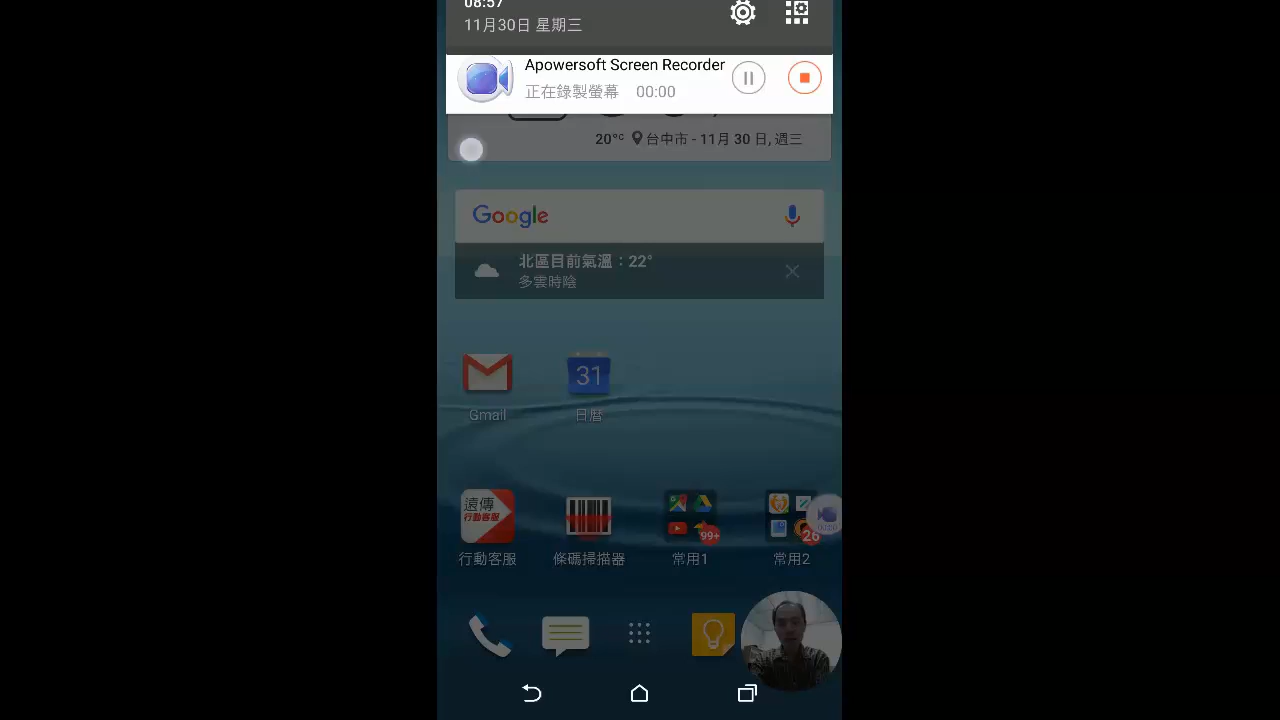 08:57
11月30日 星期三
Apowersoft Screen Recorder
正在錄製螢幕 00:00
20°C 台中市 - 11月 30 日, 週三
Google
北區目前氣溫：22°
多雲時陰
31
Gmail
日曆
遠傳
行動客服
99+
00:00
26
行動客服
條碼掃描器
常用1
常用2